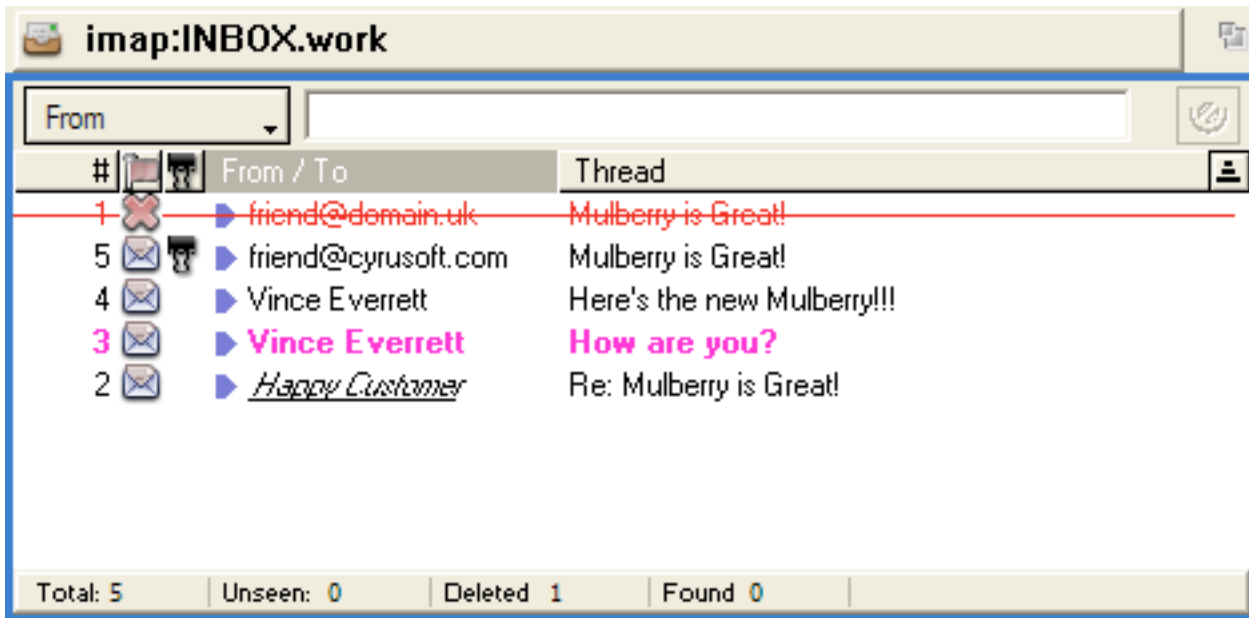 imap:INBOX.work
From
# From / To Thread
1 friend@domain.uk Mulberry is Great!
5 friend@cyrusoft.com Mulberry is Great!
4 Vince Everrett Here's the new Mulberry!!!
3 Vince Everrett How are you?
2 Happy Customer Re: Mulberry is Great!
Total: 5 Unseen: 0 Deleted 1 Found 0